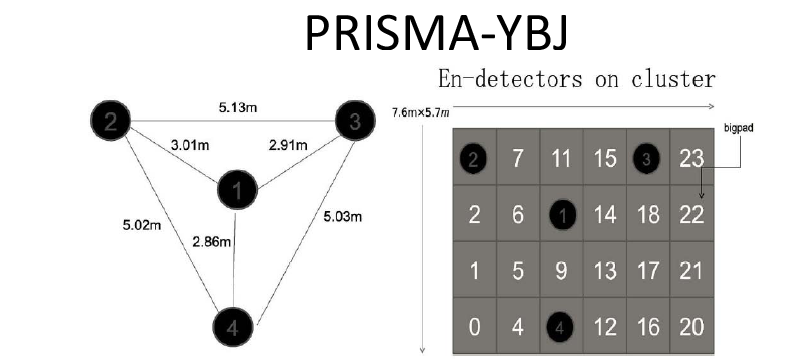 PRISMA-YBJ
En-detectors on cluster
5.13m
2
3
3.01m
2.91m
1
5.02m
2.86m
5.03m
4
7.6m×5.7m
bigpad
2 7 11 15 3 23
2 6 1 14 18 22
1 5 9 13 17 21
0 4 4 12 16 20